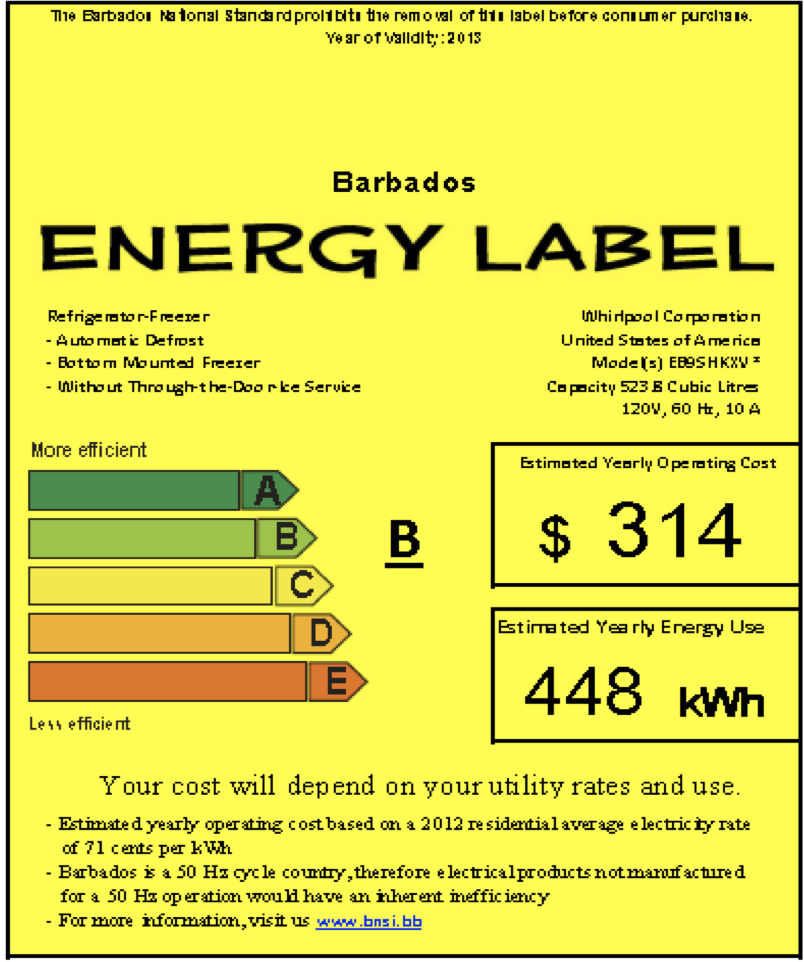 The Barbados National Standard prohibits the removal of this label before consumer purchase.
Year of Validity: 2013
Barbados
ENERGY LABEL
Refrigerator-Freezer
- Automatic Defrost
- Bottom Mounted Freezer
- Without Through-the-Door-Ice Service
Whirlpool Corporation
United States of America
Model(s) EB9SHKXV *
Capacity 523.8 Cubic Litres
120V, 60 Hz, 10 A
More efficient
A
B
C
D
E
Less efficient
B
Estimated Yearly Operating Cost
$ 314
Estimated Yearly Energy Use
448 kWh
Your cost will depend on your utility rates and use.
- Estimated yearly operating cost based on a 2012 residential average electricity rate
of 71 cents per kWh
- Barbados is a 50 Hz cycle country, therefore electrical products not manufactured
for a 50 Hz operation would have an inherent inefficiency
- For more information, visit us www.bnsi.bb